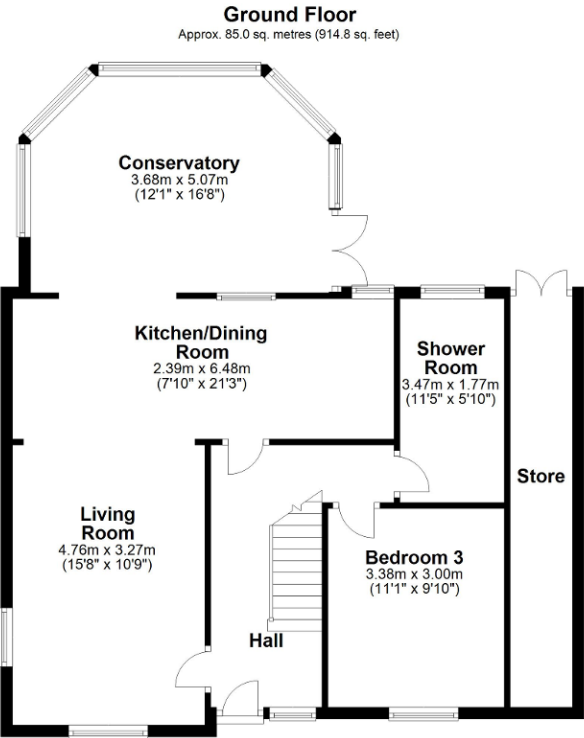 Ground Floor
Approx. 85.0 sq. metres (914.8 sq. feet)
Conservatory
3.68m x 5.07m
(12'1" x 16'8")
Kitchen/Dining
Room
2.39m x 6.48m
(7'10" x 21'3")
Shower
Room
3.47m x 1.77m
(11'5" x 5'10")
Store
Living
Room
4.76m x 3.27m
(15'8" x 10'9")
Bedroom 3
3.38m x 3.00m
(11'1" x 9'10")
Hall